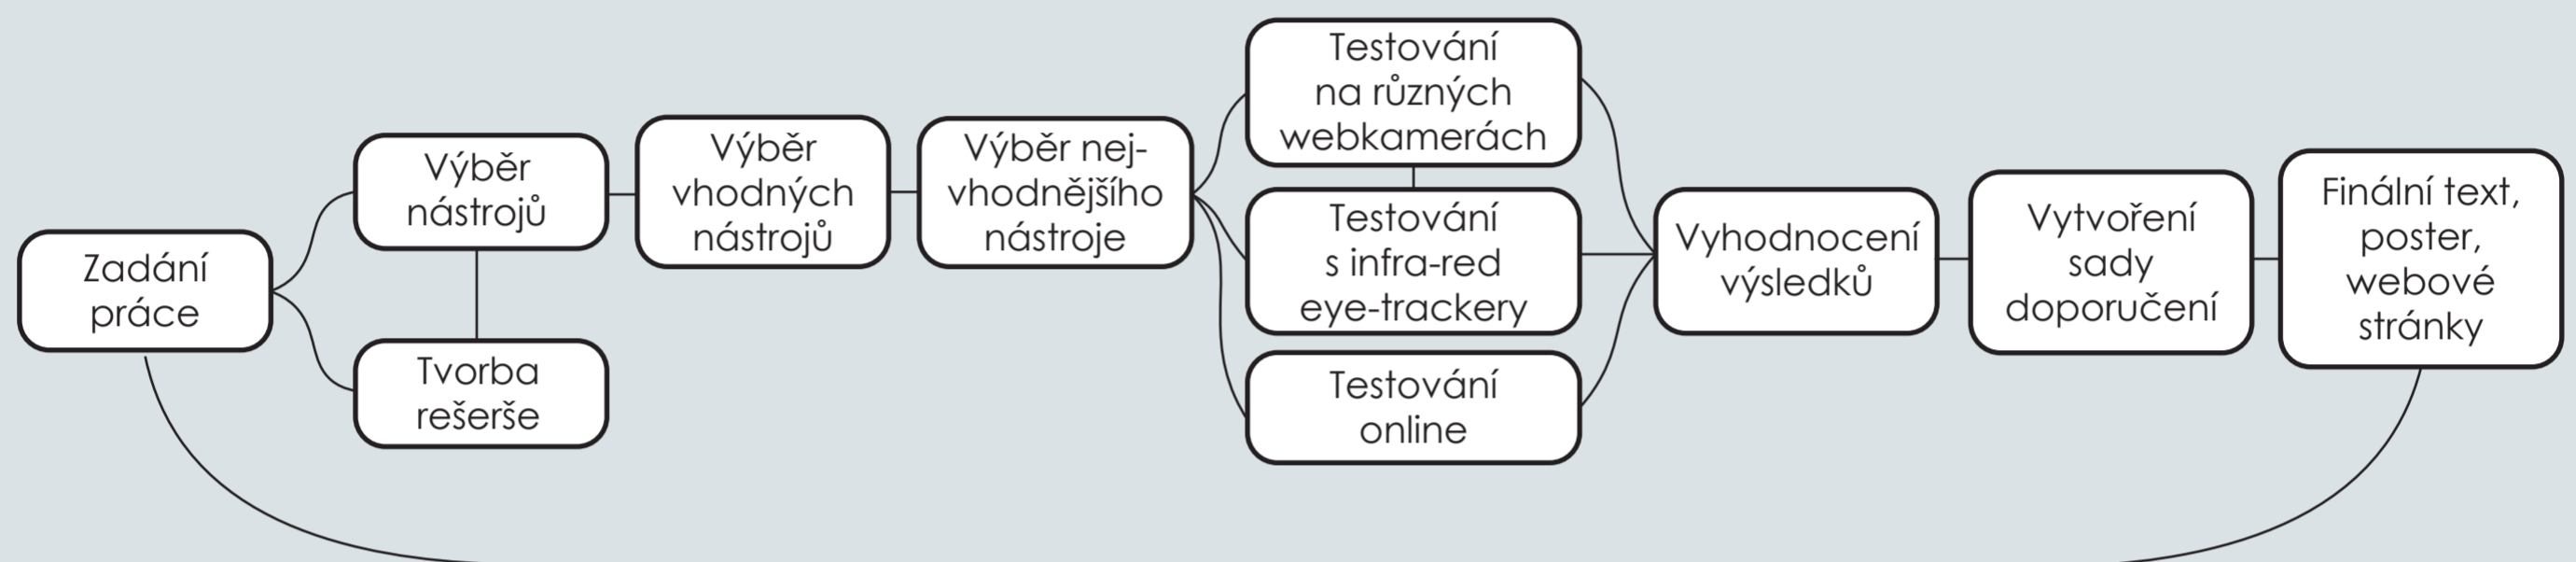 Zadání
práce
Výběr
nástrojů
Tvorba
rešerše
Výběr
vhodných
nástrojů
Výběr nej-
vhodnějšího
nástroje
Testování
na různých
webkamerách
Testování
s infra-red
eye-trackery
Testování
online
Vyhodnocení
výsledků
Vytvoření
sady
doporučení
Finální text,
poster,
webové
stránky